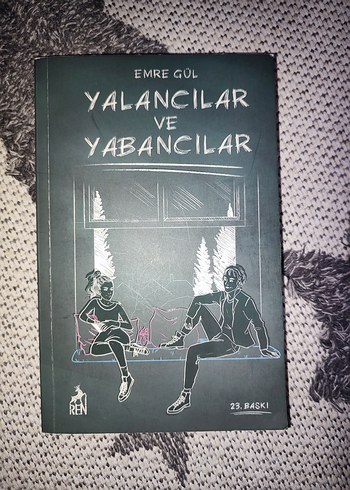 EMRE GÜL
YALANCILAR
VE
YABANCILAR
REN
23. BASKI